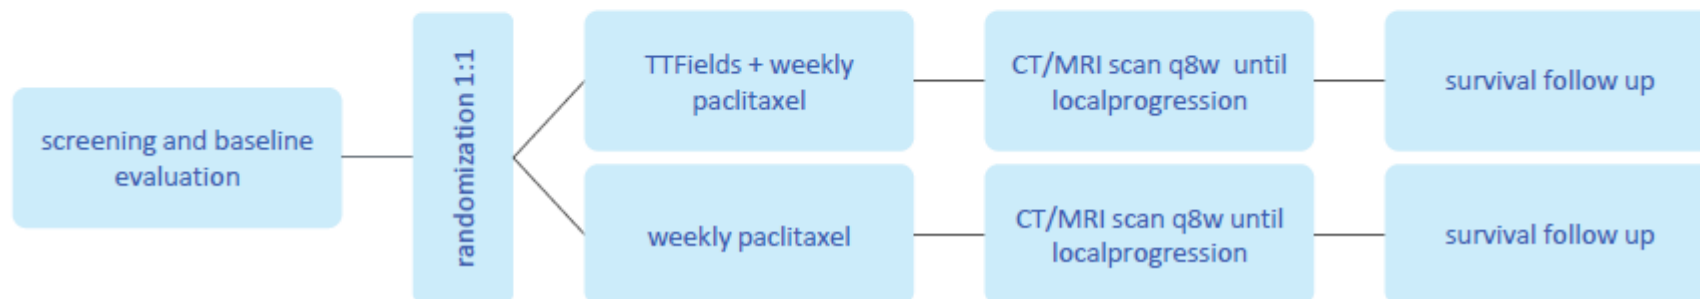 screening and baseline
evaluation
randomization 1:1
TTFields + weekly
paclitaxel
CT/MRI scan q8w until
localprogression
survival follow up
weekly paclitaxel
CT/MRI scan q8w until
localprogression
survival follow up